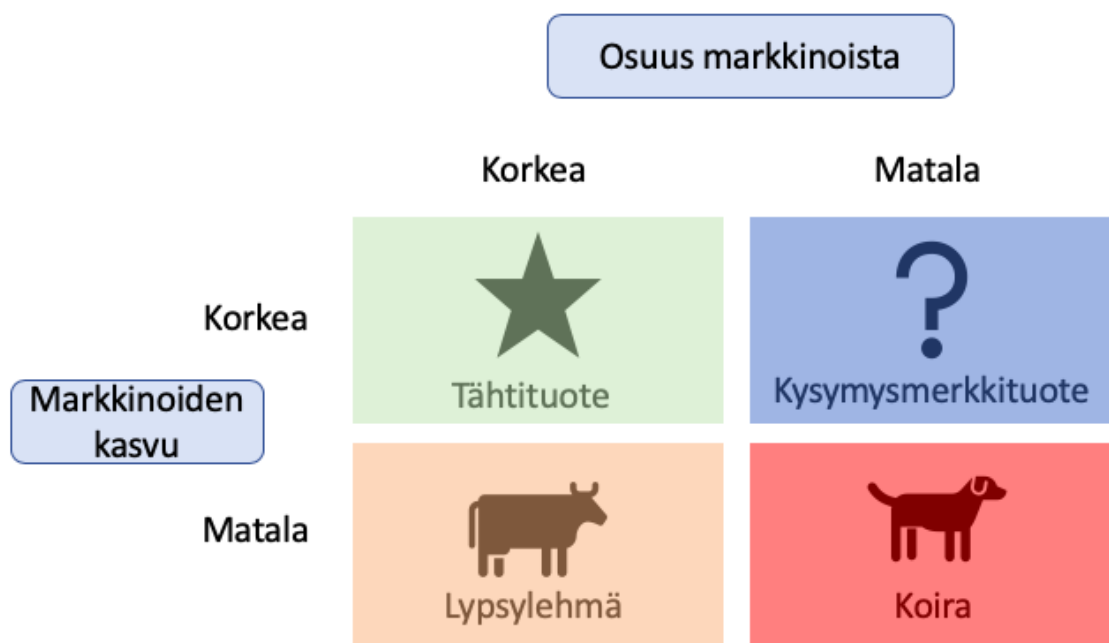 Osuus markkinoista
Korkea Matala
Korkea
Tähtituote Kysymysmerkkituote
Markkinoiden
kasvu
Matala
Lypsylehmä Koira